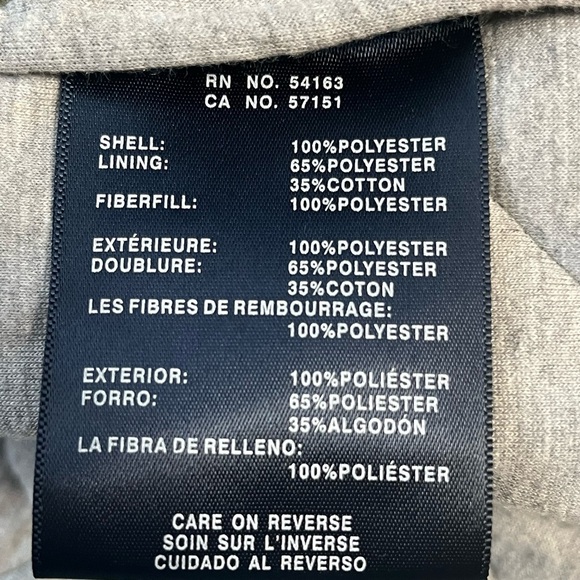 RN NO. 54163
CA NO. 57151
SHELL: 100%POLYESTER
LINING: 65%POLYESTER
35%COTTON
FIBERFILL: 100%POLYESTER
EXTÉRIEURE: 100%POLYESTER
DOUBLURE: 65%POLYESTER
35%COTON
LES FIBRES DE REMBOURRAGE:
100%POLYESTER
EXTERIOR: 100%POLIÉSTER
FORRO: 65%POLIESTER
35%ALGODÓN
LA FIBRA DE RELLENO:
100%POLIÉSTER
CARE ON REVERSE
SOIN SUR L'INVERSE
CUIDADO AL REVERSO